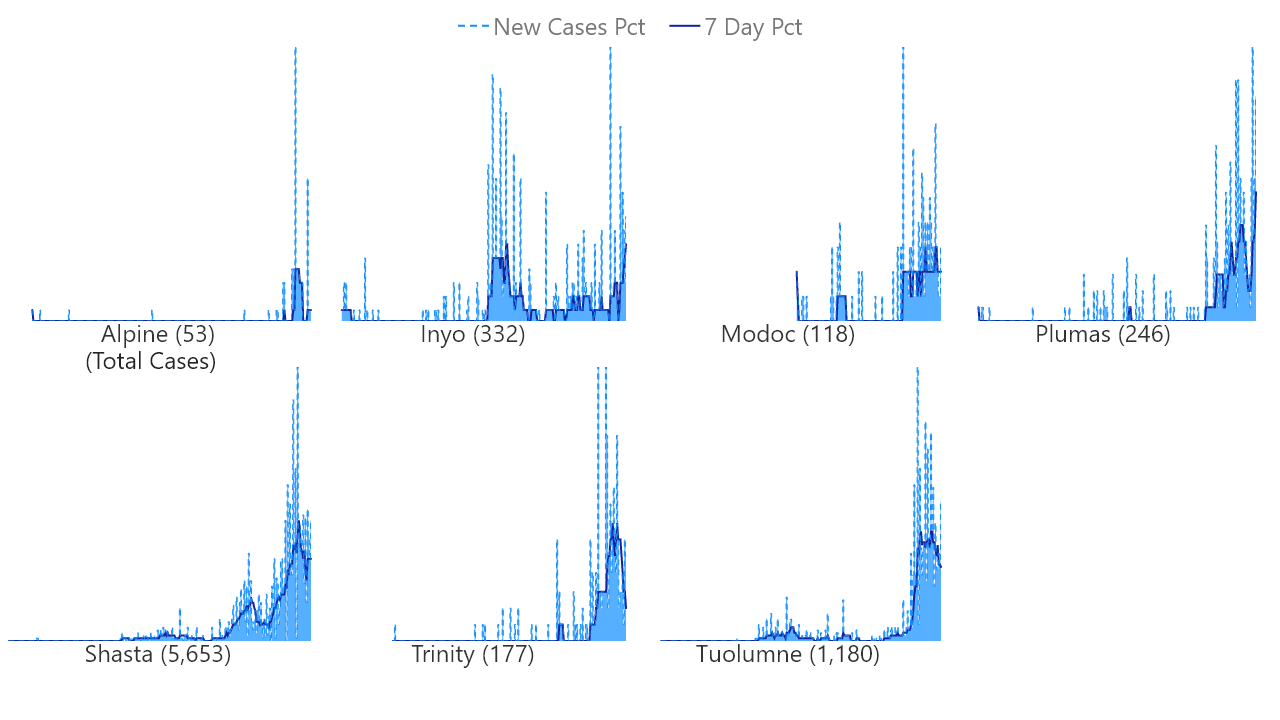 New Cases Pct 7 Day Pct
Alpine (53) Inyo (332) Modoc (118) Plumas (246)
(Total Cases)
Shasta (5,653) Trinity (177) Tuolumne (1,180)